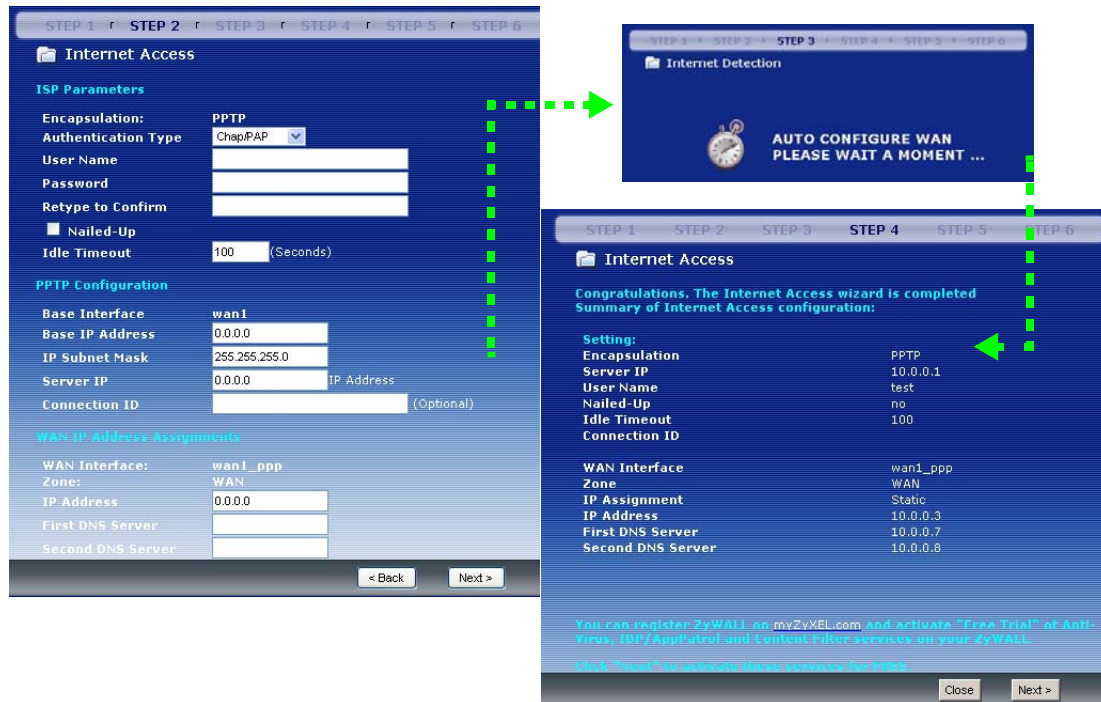 STEP 1 STEP 2 STEP 3 STEP 4 STEP 5 STEP 6
Internet Access
ISP Parameters
Encapsulation: PPTP
Authentication Type Chap/PAP
User Name
Password
Retype to Confirm
Nailed-Up
Idle Timeout 100 (Seconds)
PPTP Configuration
Base Interface wan1
Base IP Address 0.0.0.0
IP Subnet Mask 255.255.255.0
Server IP 0.0.0.0 IP Address
Connection ID (Optional)
WAN IP Address Assignments
WAN Interface: wan1_ppp
Zone: WAN
IP Address 0.0.0.0
First DNS Server
Second DNS Server
< Back Next >
STEP 1 STEP 2 STEP 3 STEP 4 STEP 5 STEP 6
Internet Detection
AUTO CONFIGURE WAN
PLEASE WAIT A MOMENT ...
STEP 1 STEP 2 STEP 3 STEP 4 STEP 5 STEP 6
Internet Access
Congratulations. The Internet Access wizard is completed
Summary of Internet Access configuration:
Setting:
Encapsulation PPTP
Server IP 10.0.0.1
User Name test
Nailed-Up no
Idle Timeout 100
Connection ID
WAN Interface wan1_ppp
Zone WAN
IP Assignment Static
IP Address 10.0.0.3
First DNS Server 10.0.0.7
Second DNS Server 10.0.0.8
You can register ZyWALL on myZyXEL.com and activate "Free Trial" of Anti-
Virus, IDP/AppPatrol and Content Filter services on your ZyWALL.
Click "next" to activate these services for FREE.
Close Next >